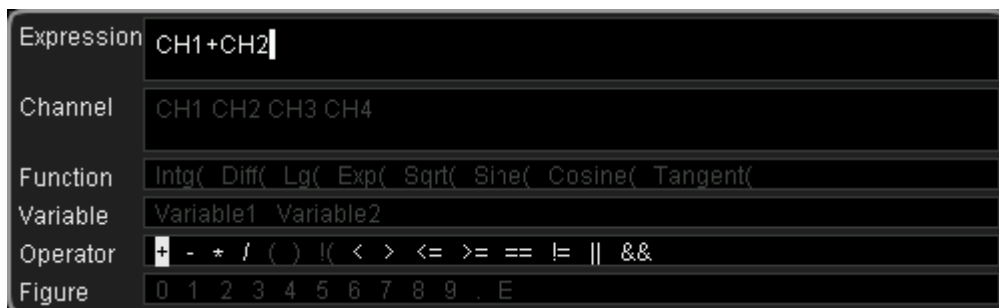 Expression CH1+CH2
Channel CH1 CH2 CH3 CH4
Function Intg( Diff( Lg( Exp( Sqrt( Sine( Cosine( Tangent(
Variable Variable1 Variable2
Operator + - * / ( ) !( < > <= >= == != || &&
Figure 0 1 2 3 4 5 6 7 8 9 . E